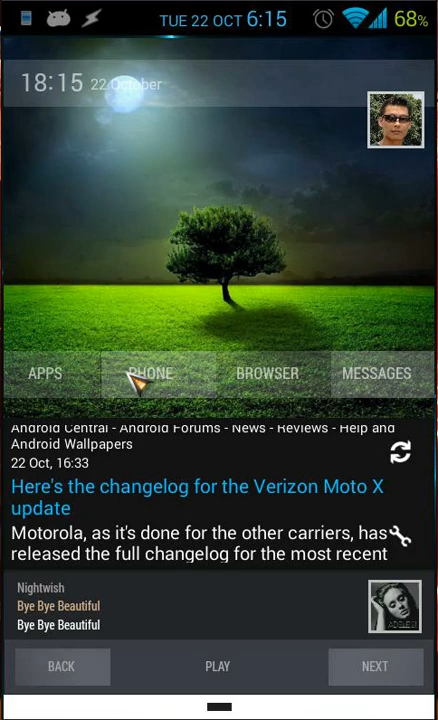 TUE 22 OCT 6:15 68%
18:15 22 October
APPS PHONE BROWSER MESSAGES
Android Central - Android Forums - News - Reviews - Help and
Android Wallpapers
22 Oct, 16:33
Here's the changelog for the Verizon Moto X
update
Motorola, as it's done for the other carriers, has
released the full changelog for the most recent
Nightwish
Bye Bye Beautiful
Bye Bye Beautiful
ADELE
BACK PLAY NEXT